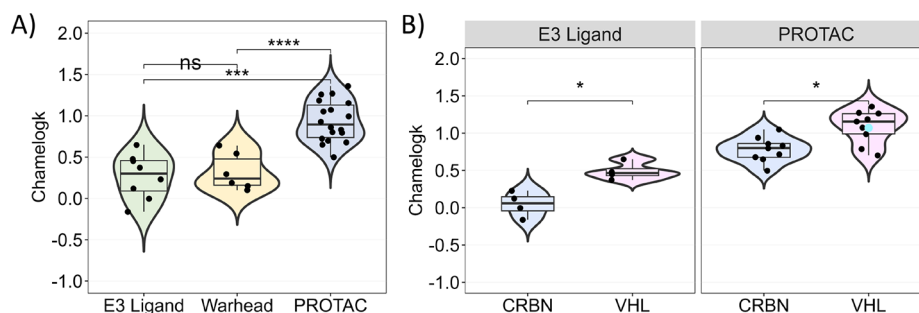 A)
Chamelogk
2.0
1.5
1.0
0.5
0.0
-0.5
-1.0
****
ns
***
E3 Ligand Warhead PROTAC
B)
E3 Ligand PROTAC
Chamelogk
2.0
1.5
1.0
0.5
0.0
-0.5
-1.0
* *
CRBN VHL CRBN VHL